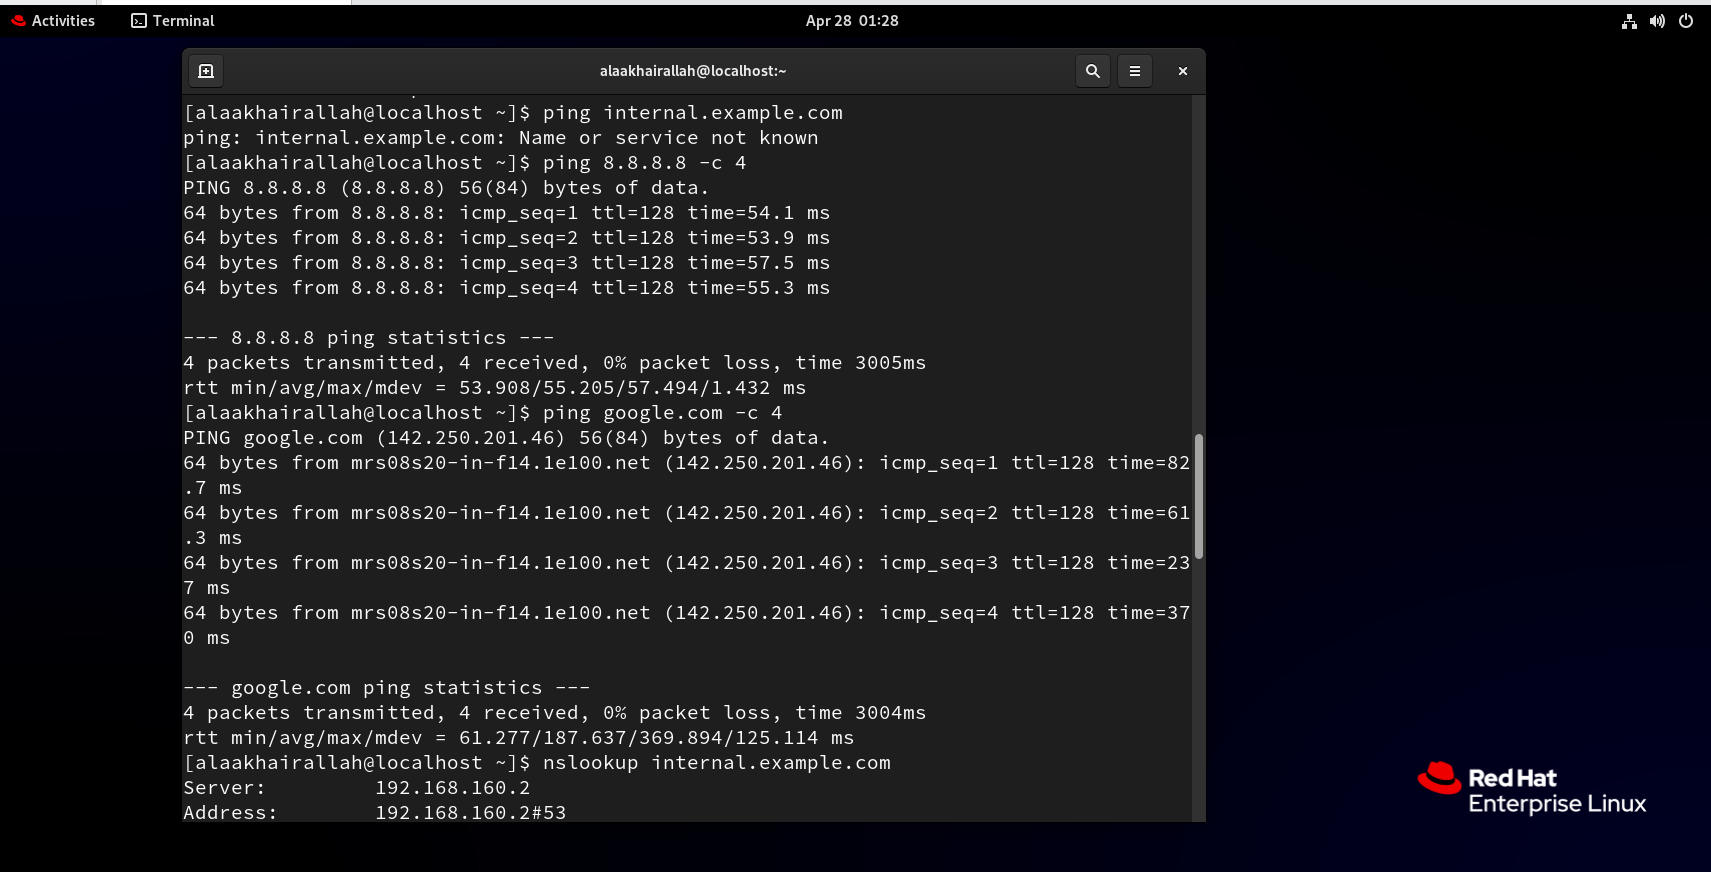 Activities
Terminal
Apr 28 01:28
alaakhairallah@localhost:~
[alaakhairallah@localhost ~]$ ping internal.example.com
ping: internal.example.com: Name or service not known
[alaakhairallah@localhost ~]$ ping 8.8.8.8 -c 4
PING 8.8.8.8 (8.8.8.8) 56(84) bytes of data.
64 bytes from 8.8.8.8: icmp_seq=1 ttl=128 time=54.1 ms
64 bytes from 8.8.8.8: icmp_seq=2 ttl=128 time=53.9 ms
64 bytes from 8.8.8.8: icmp_seq=3 ttl=128 time=57.5 ms
64 bytes from 8.8.8.8: icmp_seq=4 ttl=128 time=55.3 ms
--- 8.8.8.8 ping statistics ---
4 packets transmitted, 4 received, 0% packet loss, time 3005ms
rtt min/avg/max/mdev = 53.908/55.205/57.494/1.432 ms
[alaakhairallah@localhost ~]$ ping google.com -c 4
PING google.com (142.250.201.46) 56(84) bytes of data.
64 bytes from mrs08s20-in-f14.1e100.net (142.250.201.46): icmp_seq=1 ttl=128 time=82
.7 ms
64 bytes from mrs08s20-in-f14.1e100.net (142.250.201.46): icmp_seq=2 ttl=128 time=61
.3 ms
64 bytes from mrs08s20-in-f14.1e100.net (142.250.201.46): icmp_seq=3 ttl=128 time=23
7 ms
64 bytes from mrs08s20-in-f14.1e100.net (142.250.201.46): icmp_seq=4 ttl=128 time=37
0 ms
--- google.com ping statistics ---
4 packets transmitted, 4 received, 0% packet loss, time 3004ms
rtt min/avg/max/mdev = 61.277/187.637/369.894/125.114 ms
[alaakhairallah@localhost ~]$ nslookup internal.example.com
Server: 192.168.160.2
Address: 192.168.160.2#53
Red Hat
Enterprise Linux